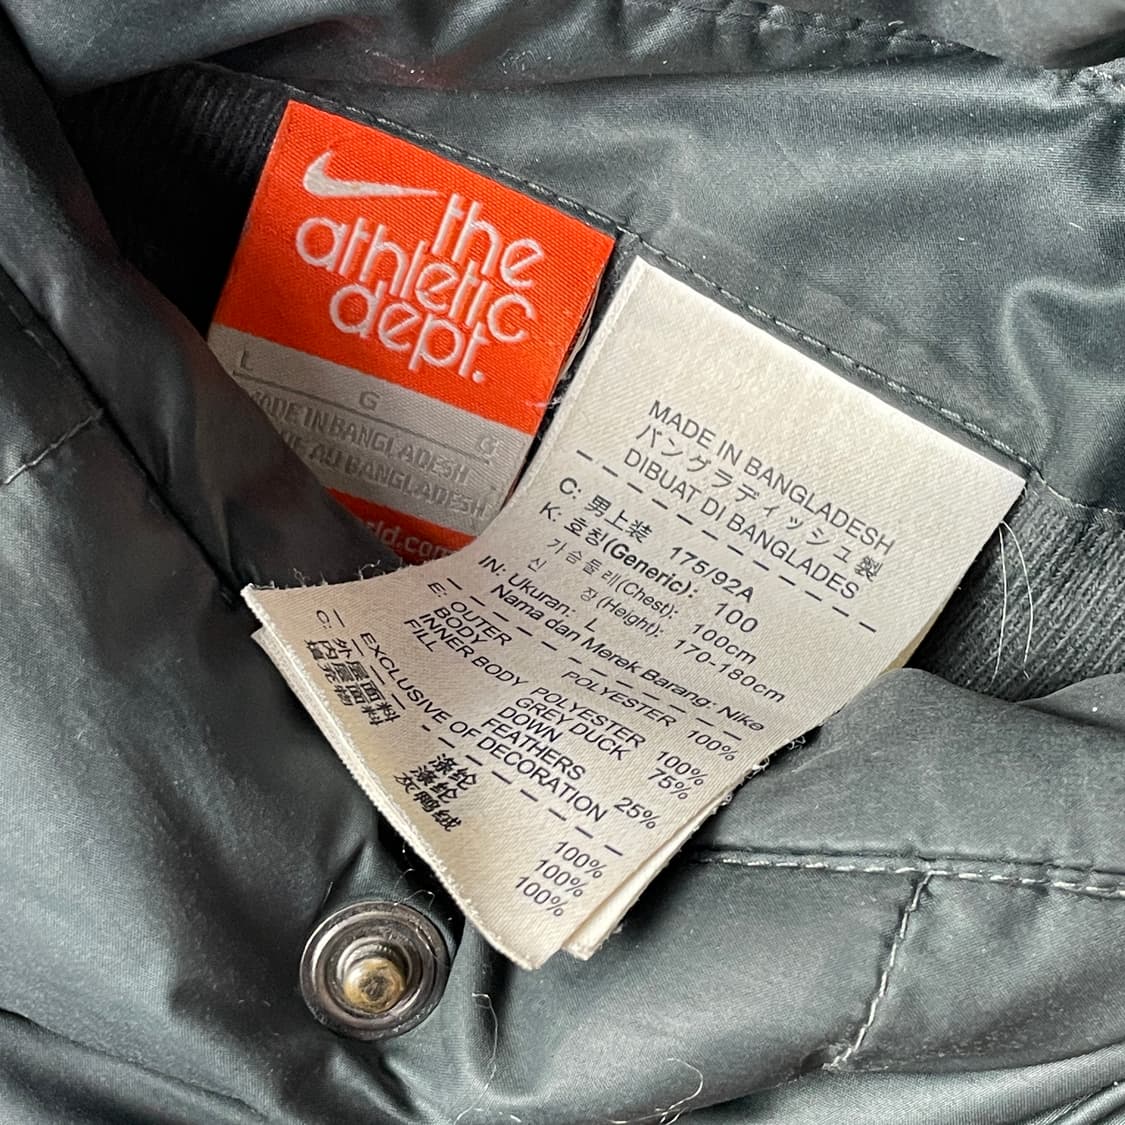 the
athletic
dept.
L
G
G
MADE IN BANGLADESH
AU BANGLADESH
MADE IN BANGLADESH
バングラディッシュ製
DIBUAT DI BANGLADES
C: 男上装 175/92A
K: 호칭(Generic): 100
가슴둘레(Chest): 100cm
신 장(Height): 170-180cm
IN: Ukuran: L
Nama dan Merek Barang: Nike
E: OUTER
BODY POLYESTER 100%
INNER BODY POLYESTER 100%
FILL GREY DUCK
DOWN 75%
FEATHERS 25%
EXCLUSIVE OF DECORATION
C: 外层面料 涤纶 100%
内层面料 涤纶 100%
填充物 灰鸭绒 100%